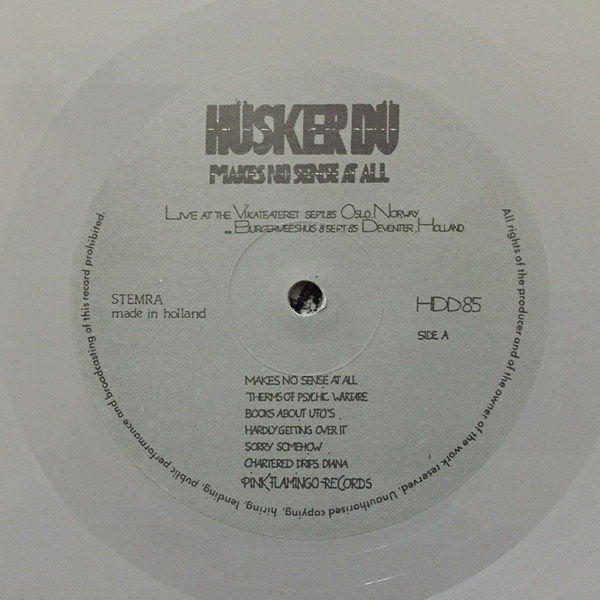 HÜSKER DÜ
MAKES NO SENSE AT ALL
LIVE AT THE VIKATEATERET SEPT.85 OSLO, NORWAY
,, BURGERWEESHUIS 8 SEPT 85 DEVENTER, HOLLAND
STEMRA
made in holland
HDD 85
SIDE A
MAKES NO SENSE AT ALL
THERMS OF PSYCHIC WARFARE
BOOKS ABOUT UFO'S
HARDLY GETTING OVER IT
SORRY SOMEHOW
CHARTERED DRIPS DIANA
PINK FLAMINGO RECORDS
All rights of the producer and of the owner of the work reserved. Unauthorised copying, hiring, lending, public performance and broadcasting of this record prohibited.